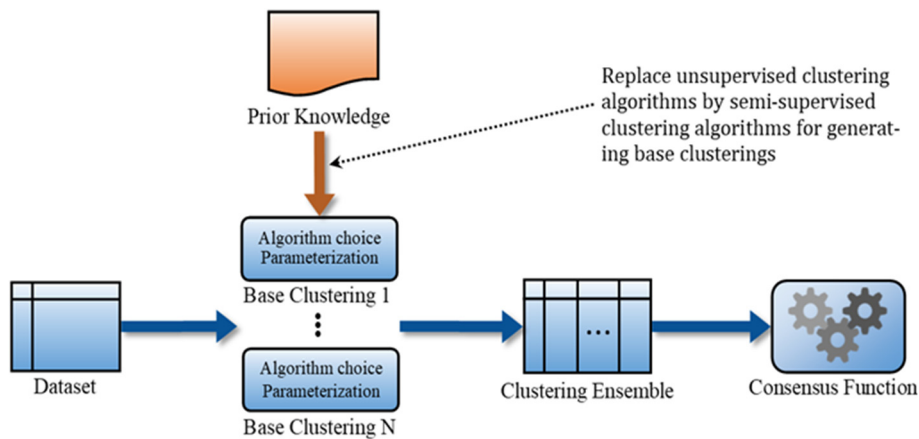 Prior Knowledge
Replace unsupervised clustering
algorithms by semi-supervised
clustering algorithms for generat-
ing base clusterings
Algorithm choice
Parameterization
Base Clustering 1
Algorithm choice
Parameterization
Base Clustering N
Dataset
Clustering Ensemble
Consensus Function